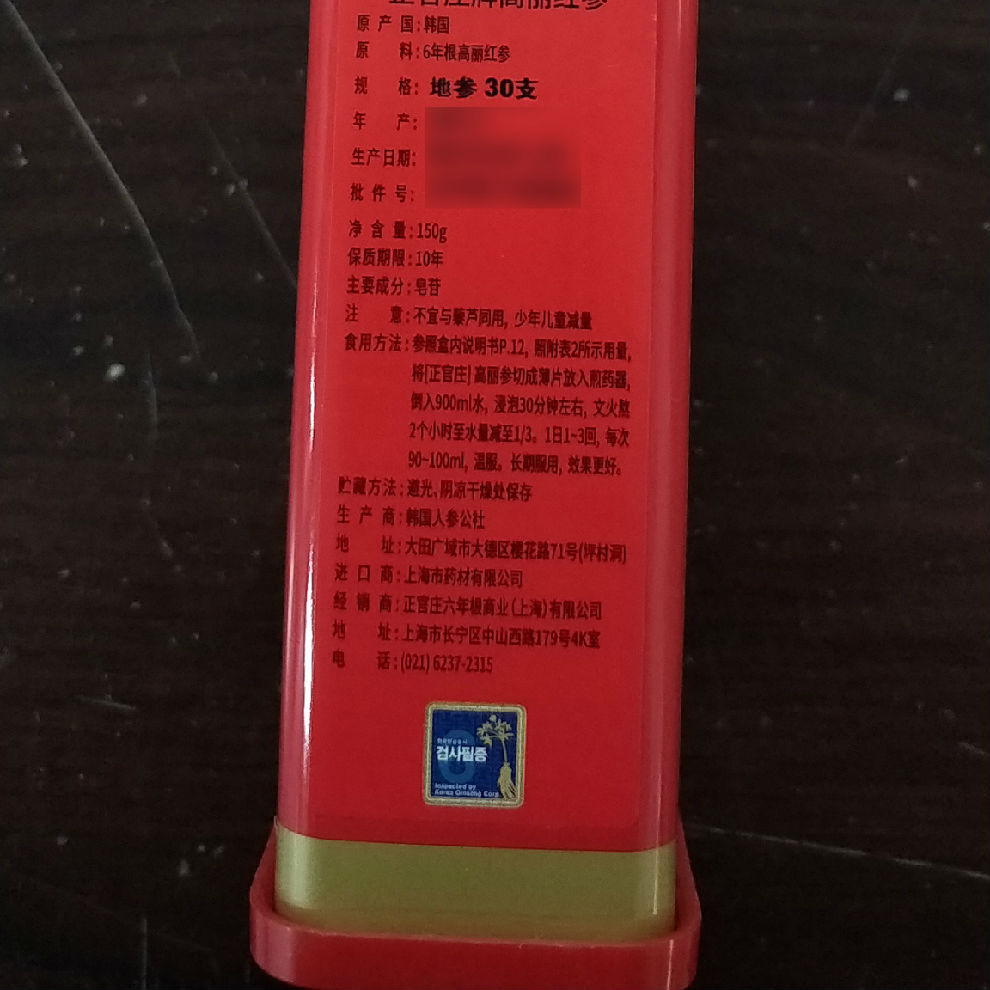 正官庄牌高丽红参
原产国:韩国
原料:6年根高丽红参
规格:地参 30支
年产:
生产日期:
批件号:
净含量:150g
保质期限:10年
主要成分:皂苷
注意:不宜与藜芦同用, 少年儿童减量
食用方法:参照盒内说明书P.12, 照附表2所示用量,
将[正官庄]高丽参切成薄片放入煎药器,
倒入900ml水, 浸泡30分钟左右, 文火熬
2个小时至水量减至1/3。1日1~3回, 每次
90~100ml, 温服。长期服用, 效果更好。
贮藏方法:避光、阴凉干燥处保存
生产商:韩国人参公社
地址:大田广域市大德区樱花路71号(坪村洞)
进口商:上海市药材有限公司
经销商:正官庄六年根商业(上海)有限公司
地址:上海市长宁区中山西路179号4K室
电话:(021) 6237-2315
검사필증
Inspected by
Korea Ginseng Corp